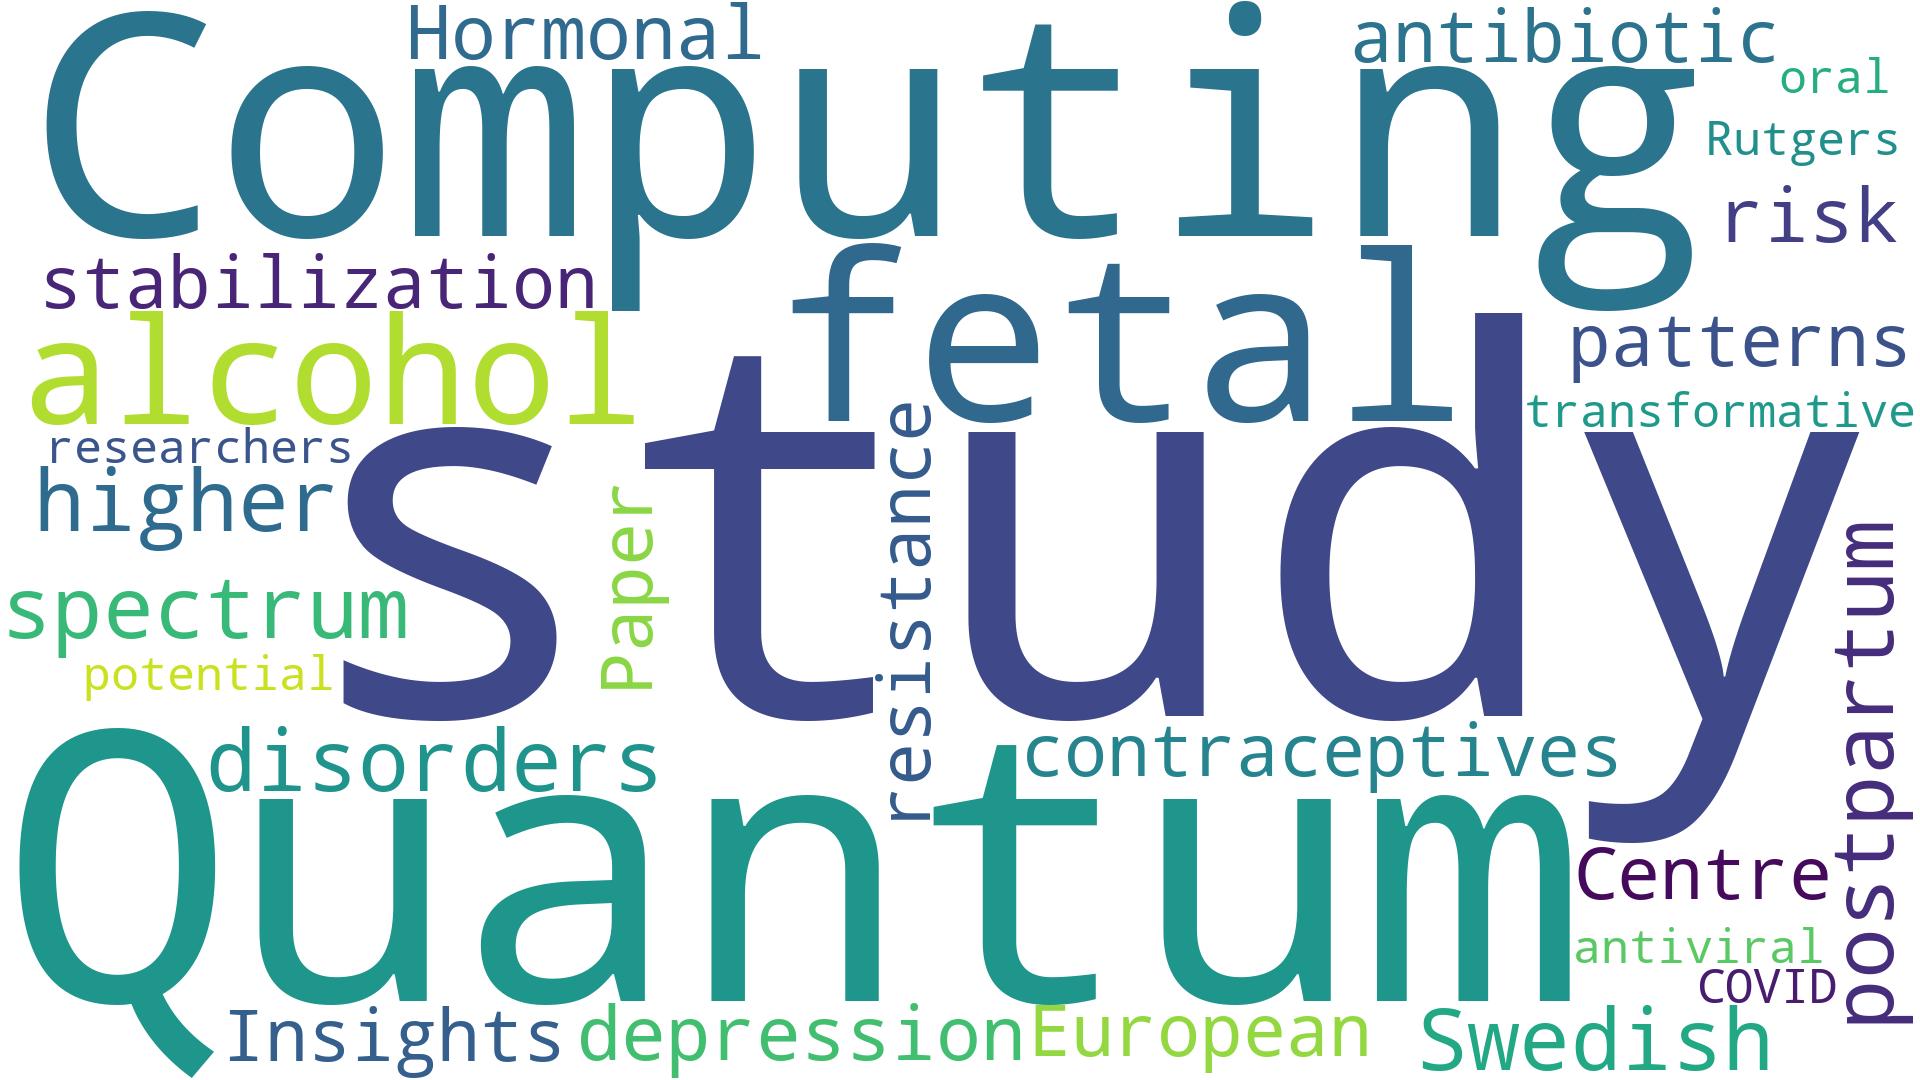 Hormonal
antibiotic
Computing
oral
Rutgers
risk
stabilization
fetal
patterns
alcohol
transformative
researchers
study
higher
Paper
resistance
postpartum
spectrum
potential
disorders
contraceptives
Quantum
Centre
antiviral
COVID
Insights
depression
European
Swedish